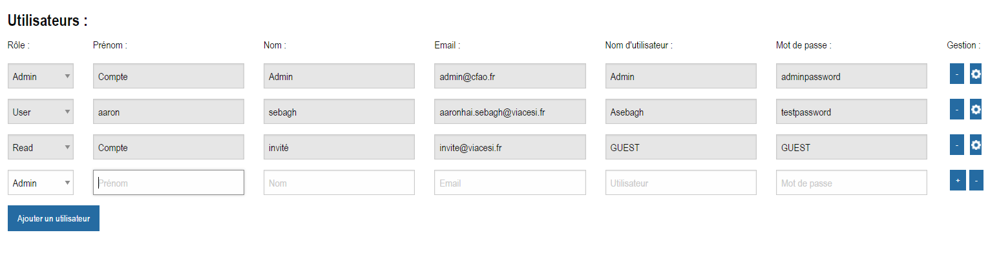 Utilisateurs :
Rôle : Prénom : Nom : Email : Nom d'utilisateur : Mot de passe : Gestion :
Admin Compte Admin admin@cfao.fr Admin adminpassword -
User aaron sebagh aaronhai.sebagh@viacesi.fr Asebagh testpassword -
Read Compte invité invite@viacesi.fr GUEST GUEST -
Admin Prénom Nom Email Utilisateur Mot de passe + -
Ajouter un utilisateur